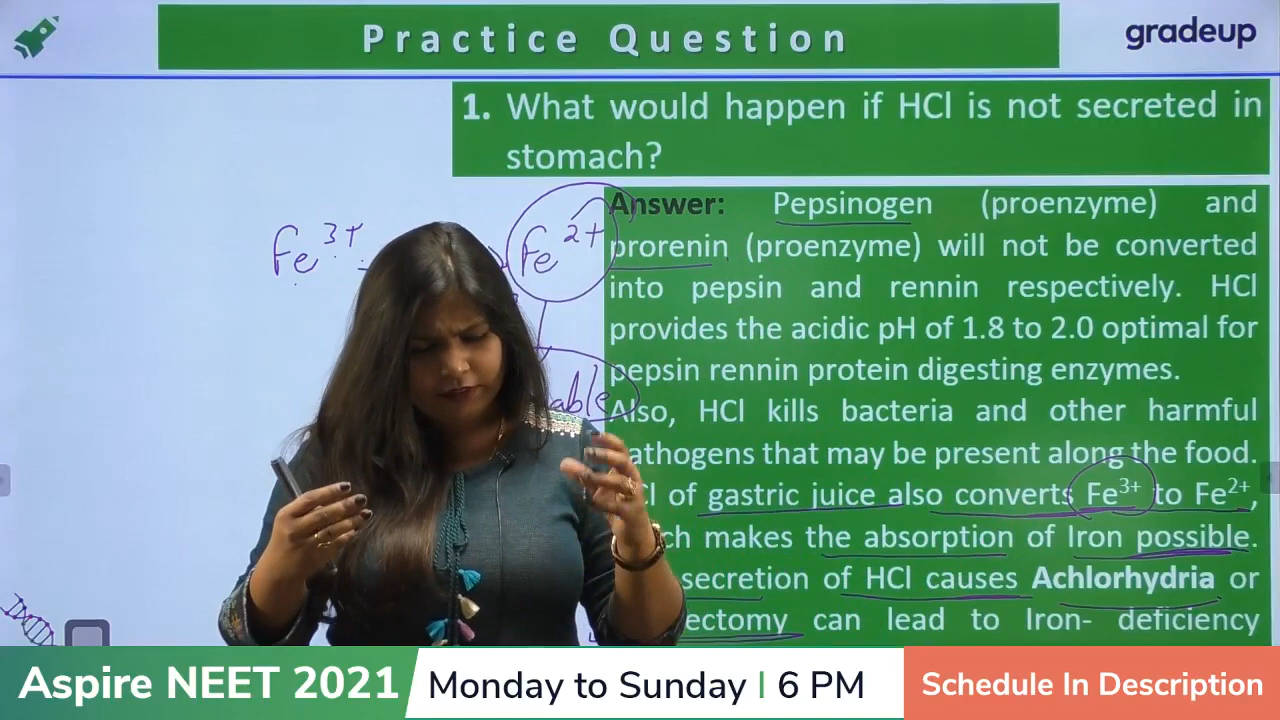 Practice Question
gradeup
1. What would happen if HCl is not secreted in
stomach?
Fe³⁺ Fe²⁺
able
Answer: Pepsinogen (proenzyme) and
prorenin (proenzyme) will not be converted
into pepsin and rennin respectively. HCl
provides the acidic pH of 1.8 to 2.0 optimal for
pepsin rennin protein digesting enzymes.
Also, HCl kills bacteria and other harmful
athogens that may be present along the food.
Cl of gastric juice also converts Fe³⁺ to Fe²⁺,
ch makes the absorption of Iron possible.
secretion of HCl causes Achlorhydria or
ectomy can lead to Iron- deficiency
Aspire NEET 2021
Monday to Sunday | 6 PM
Schedule In Description